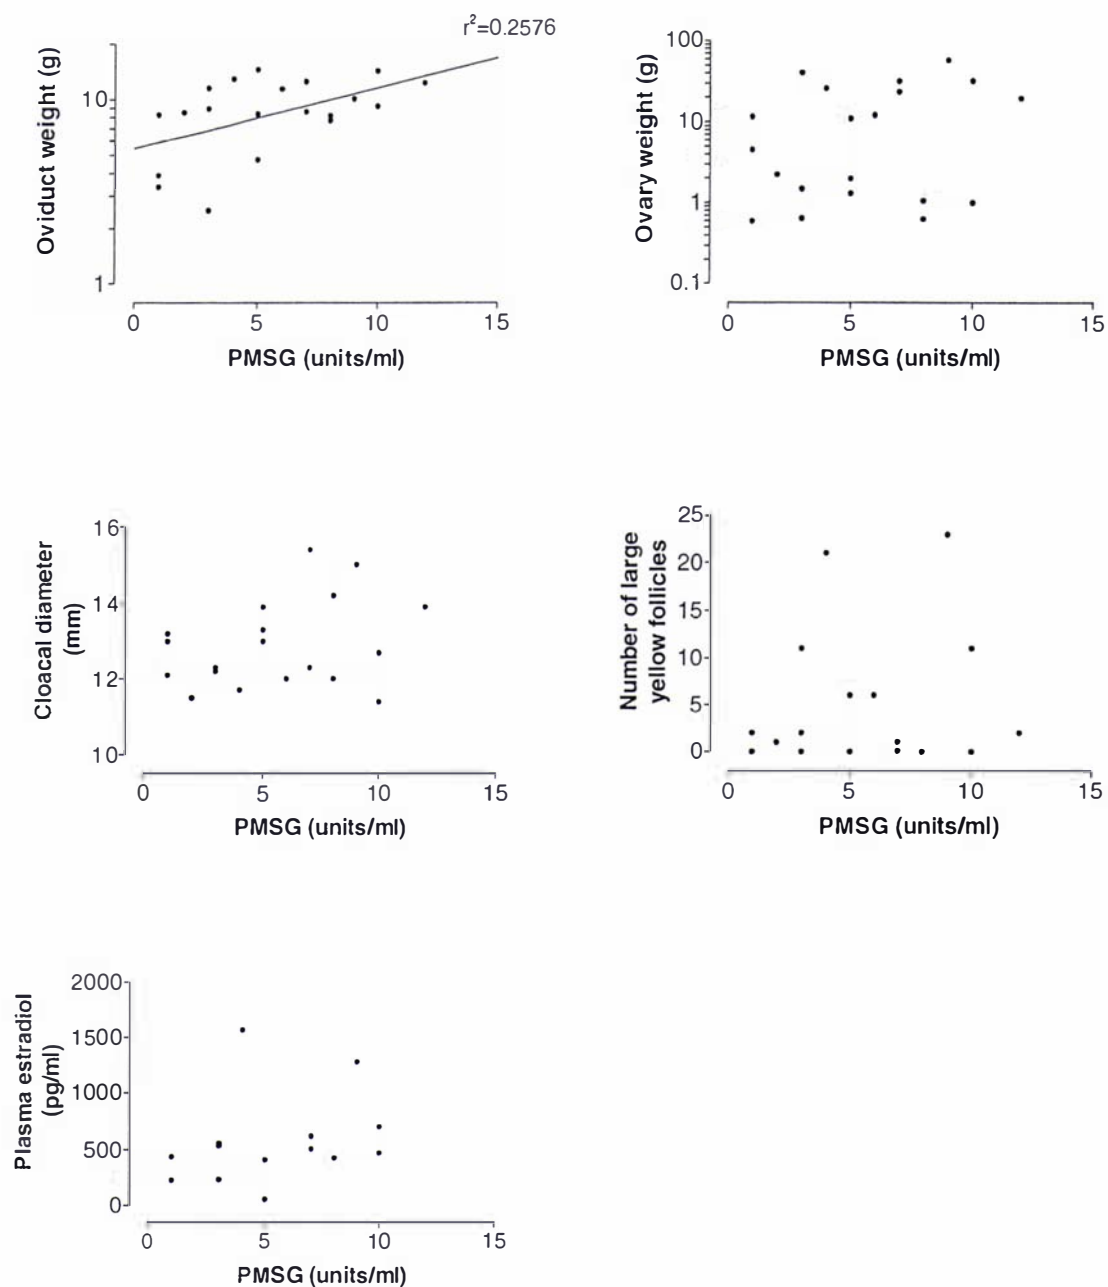 r²=0.2576
Oviduct weight (g)
10
1
0 5 10 15
PMSG (units/ml)
Ovary weight (g)
100
10
1
0.1
0 5 10 15
PMSG (units/ml)
Cloacal diameter
(mm)
16
14
12
10
0 5 10 15
PMSG (units/ml)
Number of large
yellow follicles
25
20
15
10
5
0
0 5 10 15
PMSG (units/ml)
Plasma estradiol
(pg/ml)
2000
1500
1000
500
0
0 5 10 15
PMSG (units/ml)